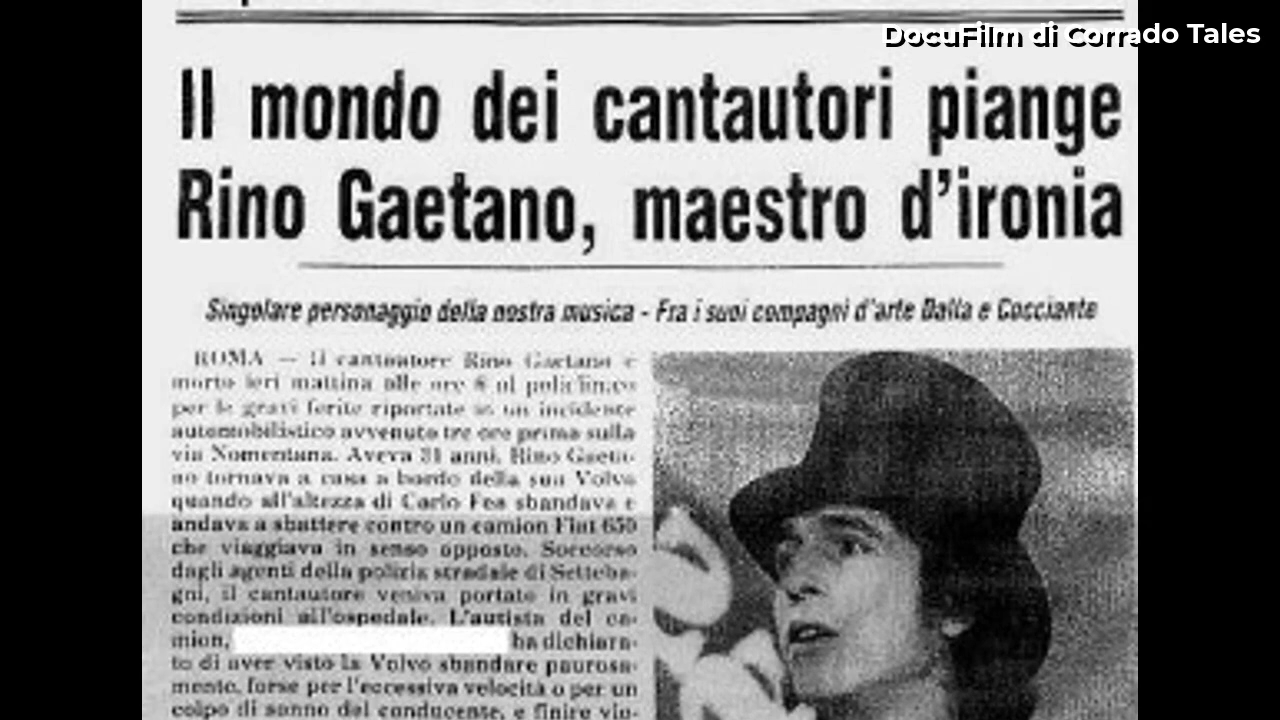 DocuFilm di Corrado Tales
Il mondo dei cantautori piange
Rino Gaetano, maestro d'ironia
Singolare personaggio della nostra musica - Fra i suoi compagni d'arte Dalla e Cocciante
ROMA — Il cantautore Rino Gaetano è
morto ieri mattina alle ore 6 al policlinico
per le gravi ferite riportate in un incidente
automobilistico avvenuto tre ore prima sulla
via Nomentana. Aveva 31 anni. Rino Gaeta-
no tornava a casa a bordo della sua Volvo
quando all'altezza di Carlo Fea sbandava e
andava a sbattere contro un camion Fiat 650
che viaggiava in senso opposto. Soccorso
dagli agenti della polizia stradale di Setteba-
gni, il cantautore veniva portato in gravi
condizioni all'ospedale. L'autista del ca-
mion, ha dichiara-
to di aver visto la Volvo sbandare paurosa-
mente, forse per l'eccessiva velocità o per un
colpo di sonno del conducente, e finire vio-